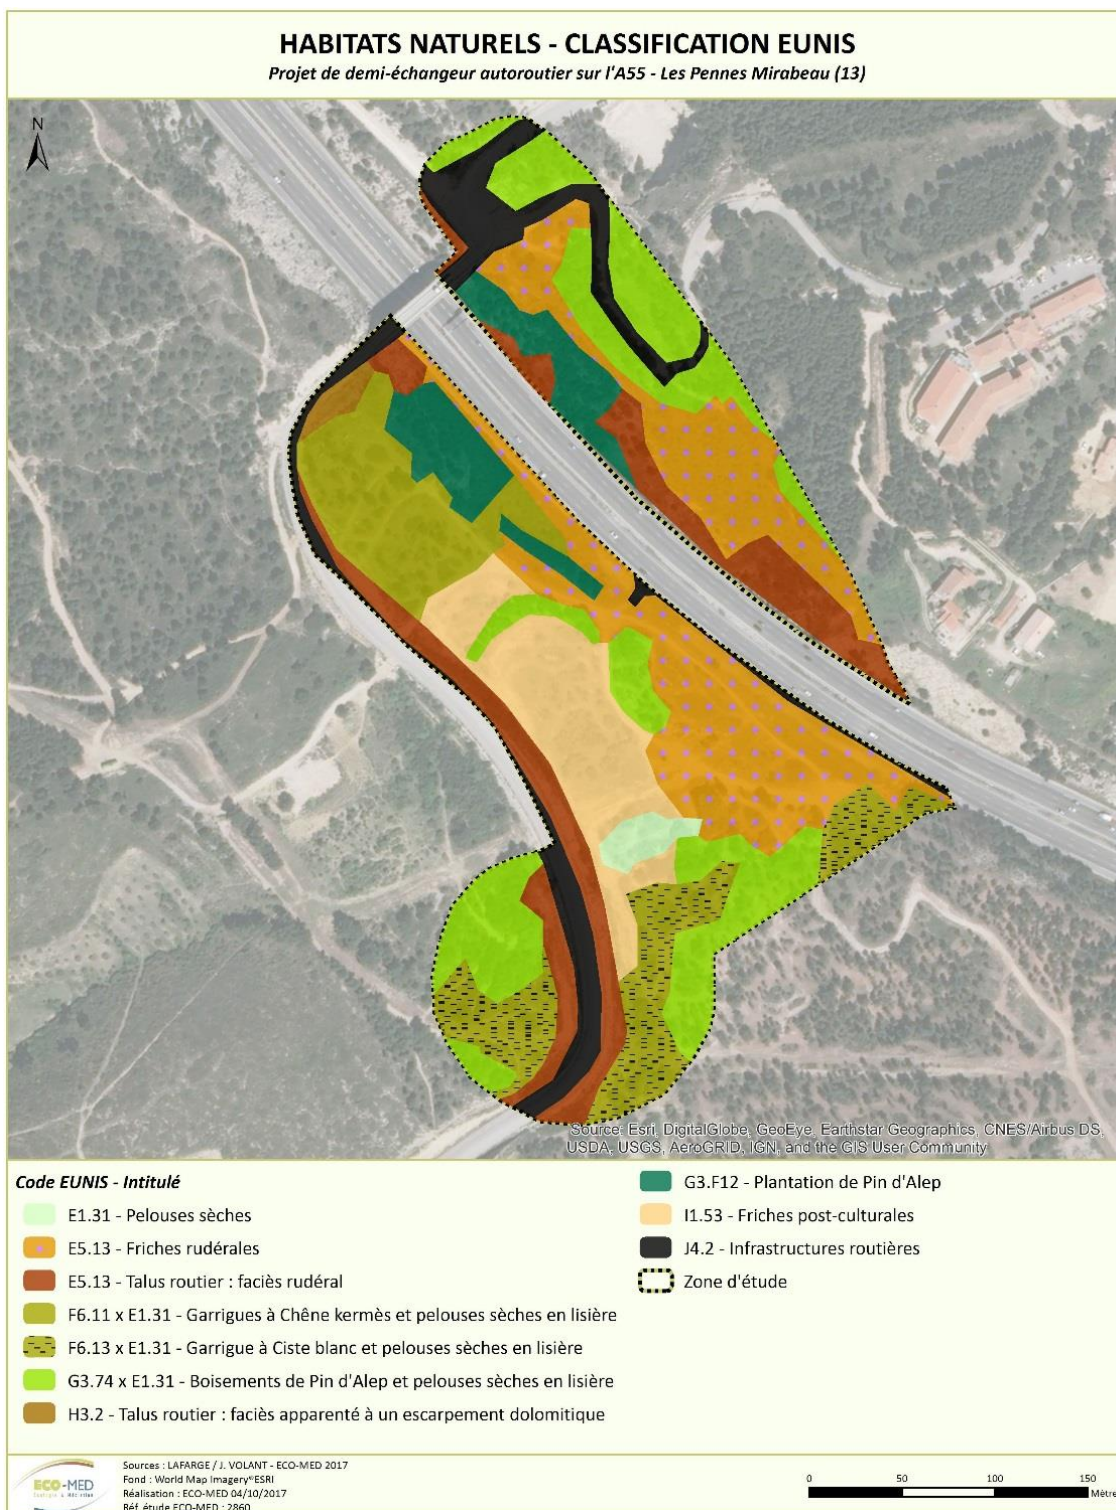 HABITATS NATURELS - CLASSIFICATION EUNIS
Projet de demi-échangeur autoroutier sur l'A55 - Les Pennes Mirabeau (13)
N
Source: Esri, DigitalGlobe, GeoEye, Earthstar Geographics, CNES/Airbus DS,
USDA, USGS, AeroGRID, IGN, and the GIS User Community
Code EUNIS - Intitulé
E1.31 - Pelouses sèches
E5.13 - Friches rudérales
E5.13 - Talus routier : faciès rudéral
F6.11 x E1.31 - Garrigues à Chêne kermès et pelouses sèches en lisière
F6.13 x E1.31 - Garrigue à Ciste blanc et pelouses sèches en lisière
G3.74 x E1.31 - Boisements de Pin d'Alep et pelouses sèches en lisière
H3.2 - Talus routier : faciès apparenté à un escarpement dolomitique
G3.F12 - Plantation de Pin d'Alep
I1.53 - Friches post-culturales
J4.2 - Infrastructures routières
Zone d'étude
ECO-MED
Sources : LAFARGE / J. VOLANT - ECO-MED 2017
Fond : World Map Imagery©ESRI
Réalisation : ECO-MED 04/10/2017
Réf. étude ECO-MED : 2860
0 50 100 150